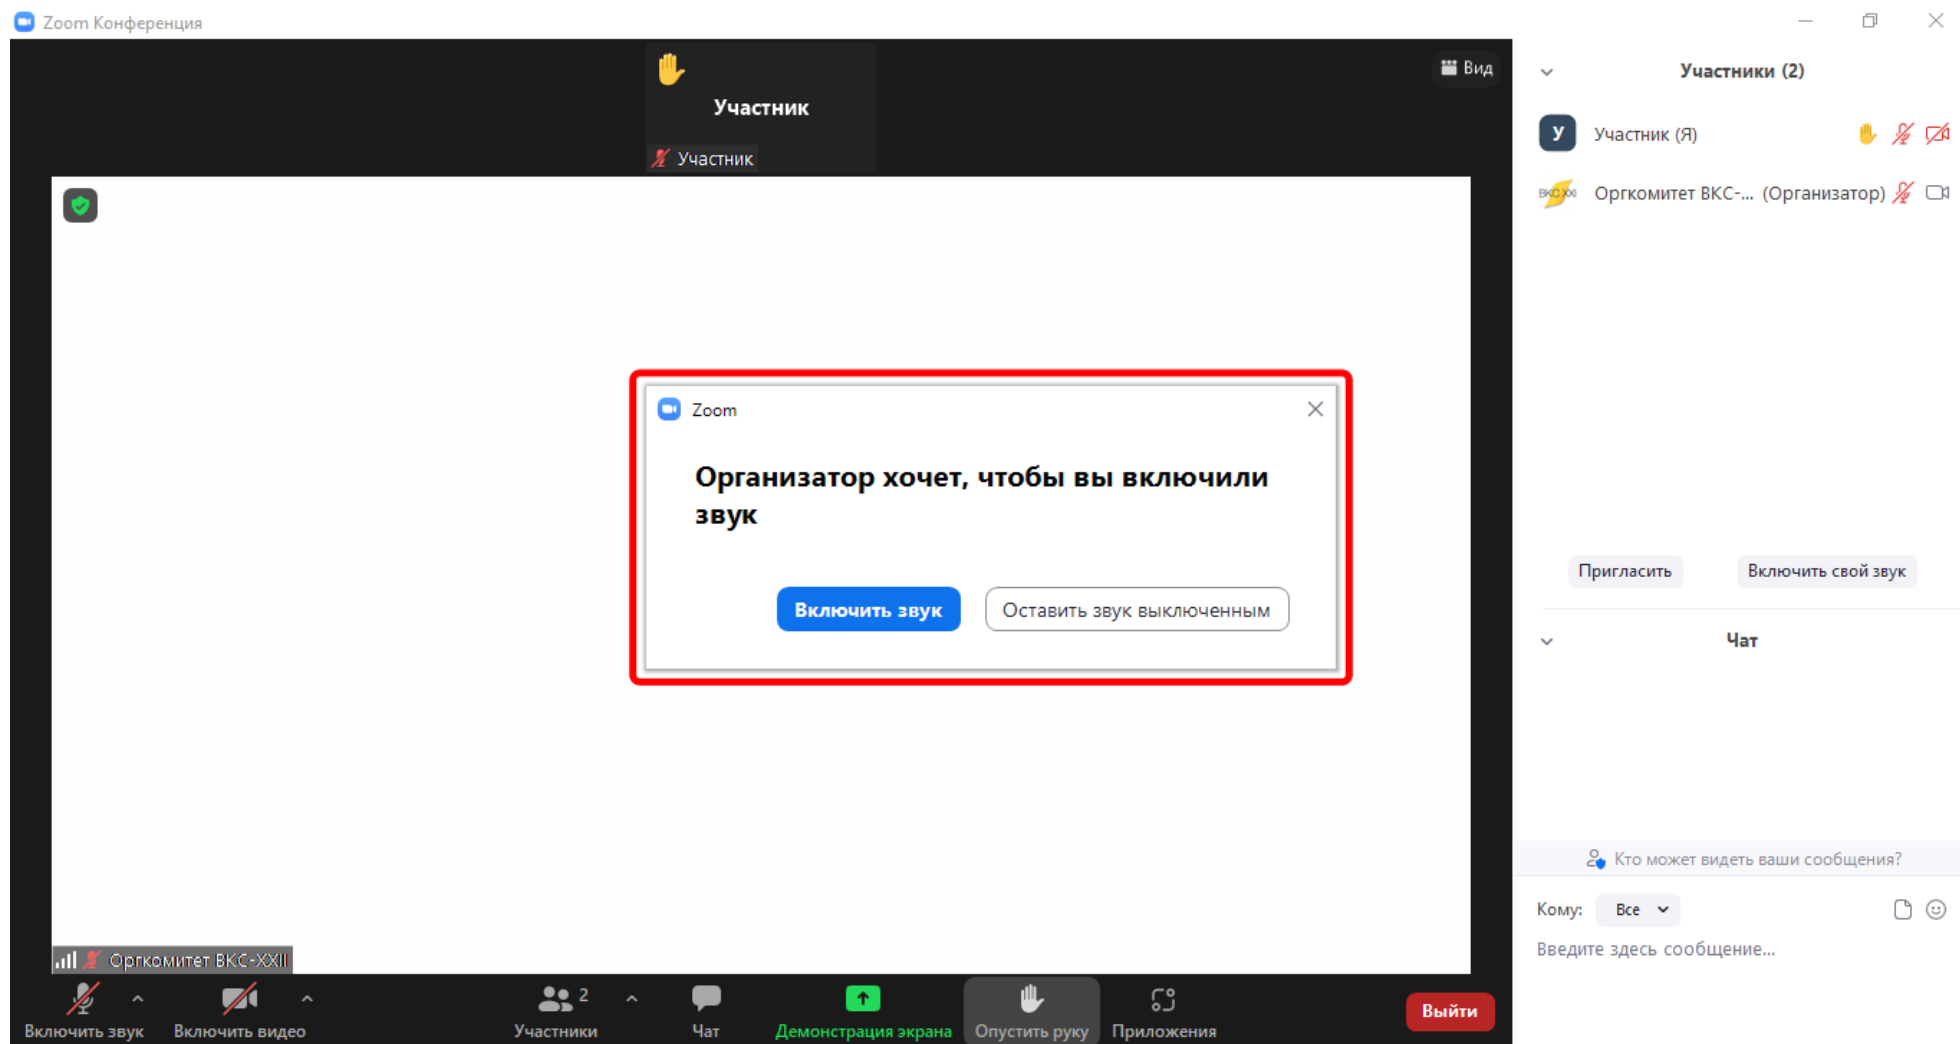 Zoom Конференция
Участник
Участник
Вид
Участники (2)
У
Участник (Я)
ВКС XXI
Оргкомитет ВКС-... (Организатор)
Zoom
Организатор хочет, чтобы вы включили
звук
Включить звук
Оставить звук выключенным
Пригласить
Включить свой звук
Чат
Кто может видеть ваши сообщения?
Кому:
Все
Введите здесь сообщение...
Оргкомитет ВКС-XXII
2
Включить звук
Включить видео
Участники
Чат
Демонстрация экрана
Опустить руку
Приложения
Выйти